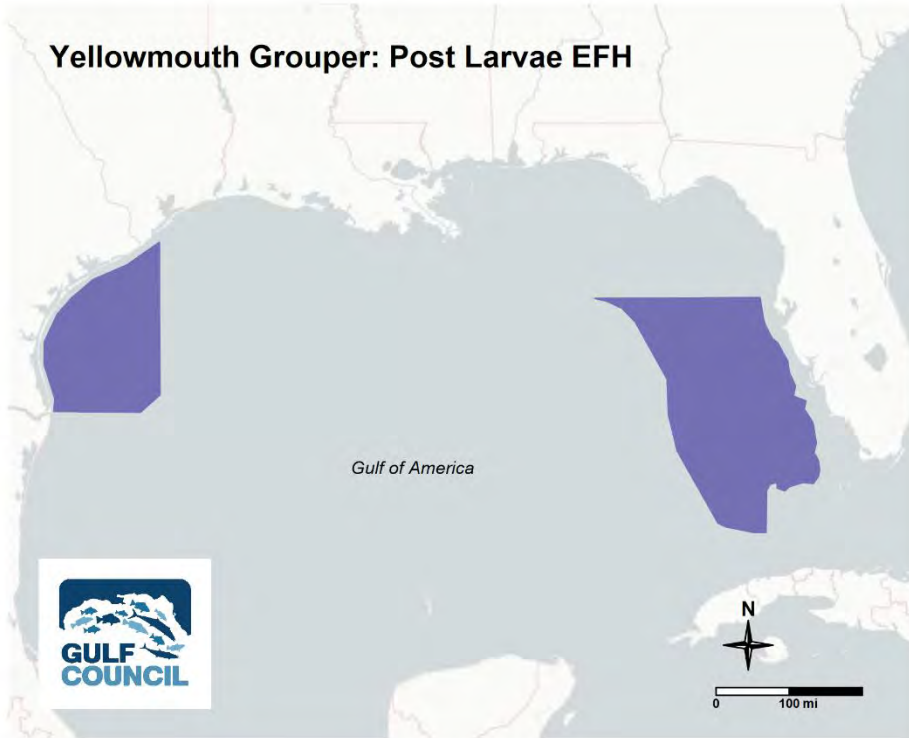 Yellowmouth Grouper: Post Larvae EFH
Gulf of America
GULF
COUNCIL
N
0 100 mi